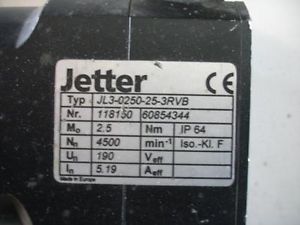 Jetter CE
Typ JL3-0250-25-3RVB
Nr. 118150 60854344
Mo 2.5 Nm IP 64
Nn 4500 min⁻¹ Iso.-Kl. F
Un 190 Veff
In 5.19 Aeff
Made in Europe